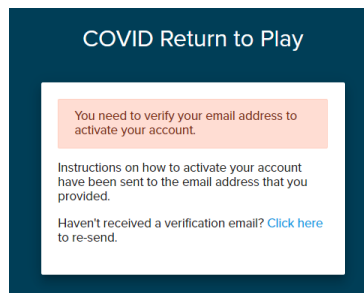 COVID Return to Play
You need to verify your email address to
activate your account.
Instructions on how to activate your account
have been sent to the email address that you
provided.
Haven't received a verification email? Click here
to re-send.